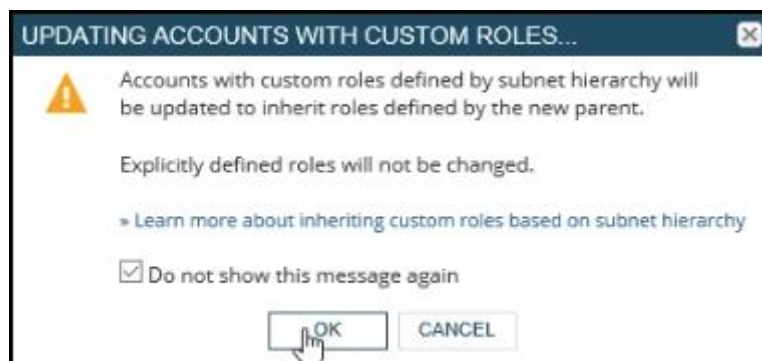 UPDATING ACCOUNTS WITH CUSTOM ROLES...
Accounts with custom roles defined by subnet hierarchy will
be updated to inherit roles defined by the new parent.
Explicitly defined roles will not be changed.
» Learn more about inheriting custom roles based on subnet hierarchy
Do not show this message again
OK CANCEL